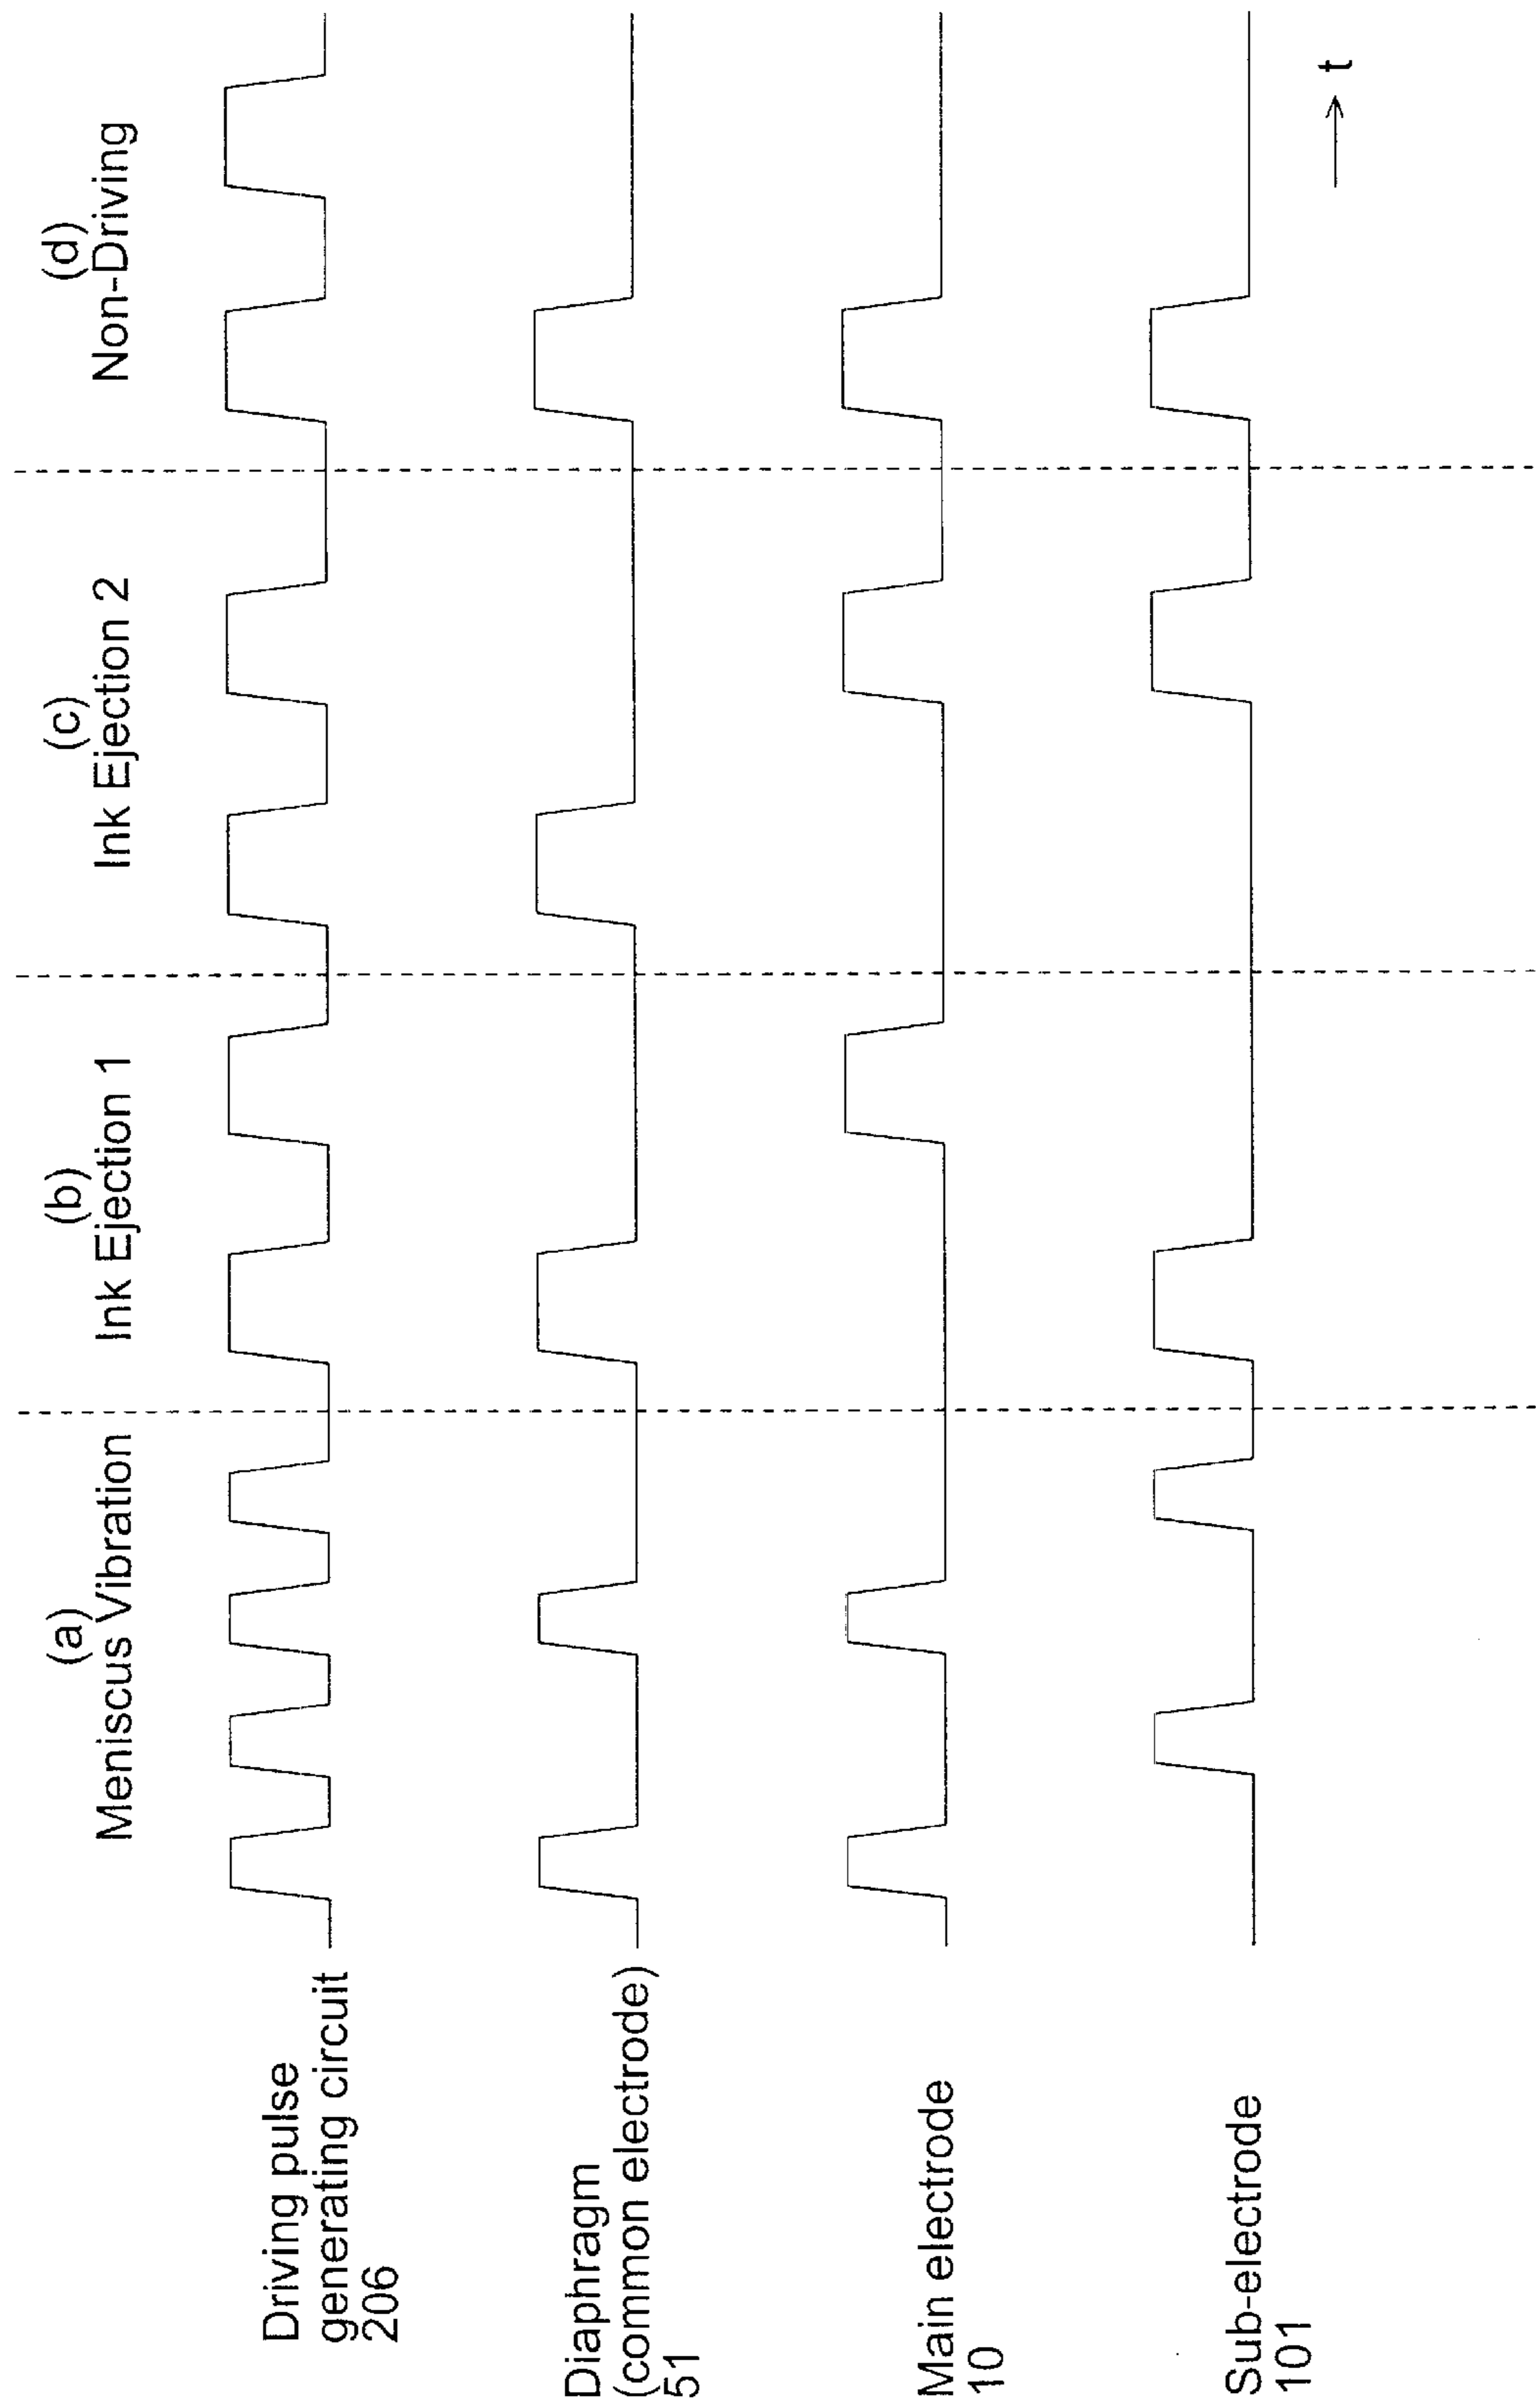 (a)
Meniscus Vibration
(b)
Ink Ejection 1
(c)
Ink Ejection 2
(d)
Non-Driving
Driving pulse
generating circuit
206
Diaphragm
(common electrode)
51
Main electrode
10
Sub-electrode
101
t